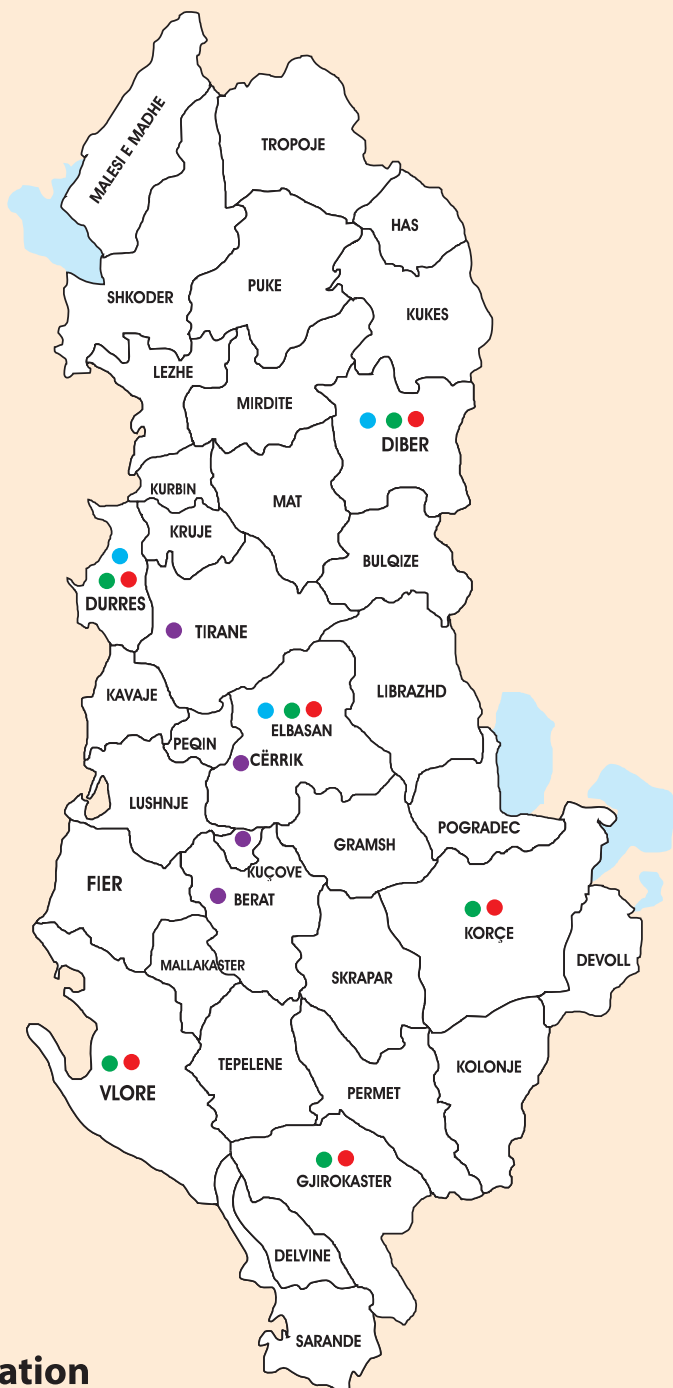 MALESI E MADHE
TROPOJE
HAS
SHKODER
PUKE
KUKES
LEZHE
MIRDITE
DIBER
KURBIN
MAT
KRUJE
BULQIZE
DURRES
TIRANE
KAVAJE
LIBRAZHD
ELBASAN
PEQIN
CËRRIK
LUSHNJE
POGRADEC
GRAMSH
KUÇOVE
FIER
BERAT
KORÇE
DEVOLL
MALLAKASTER
SKRAPAR
TEPELENE
KOLONJE
VLORE
PERMET
GJIROKASTER
DELVINE
SARANDE
ation